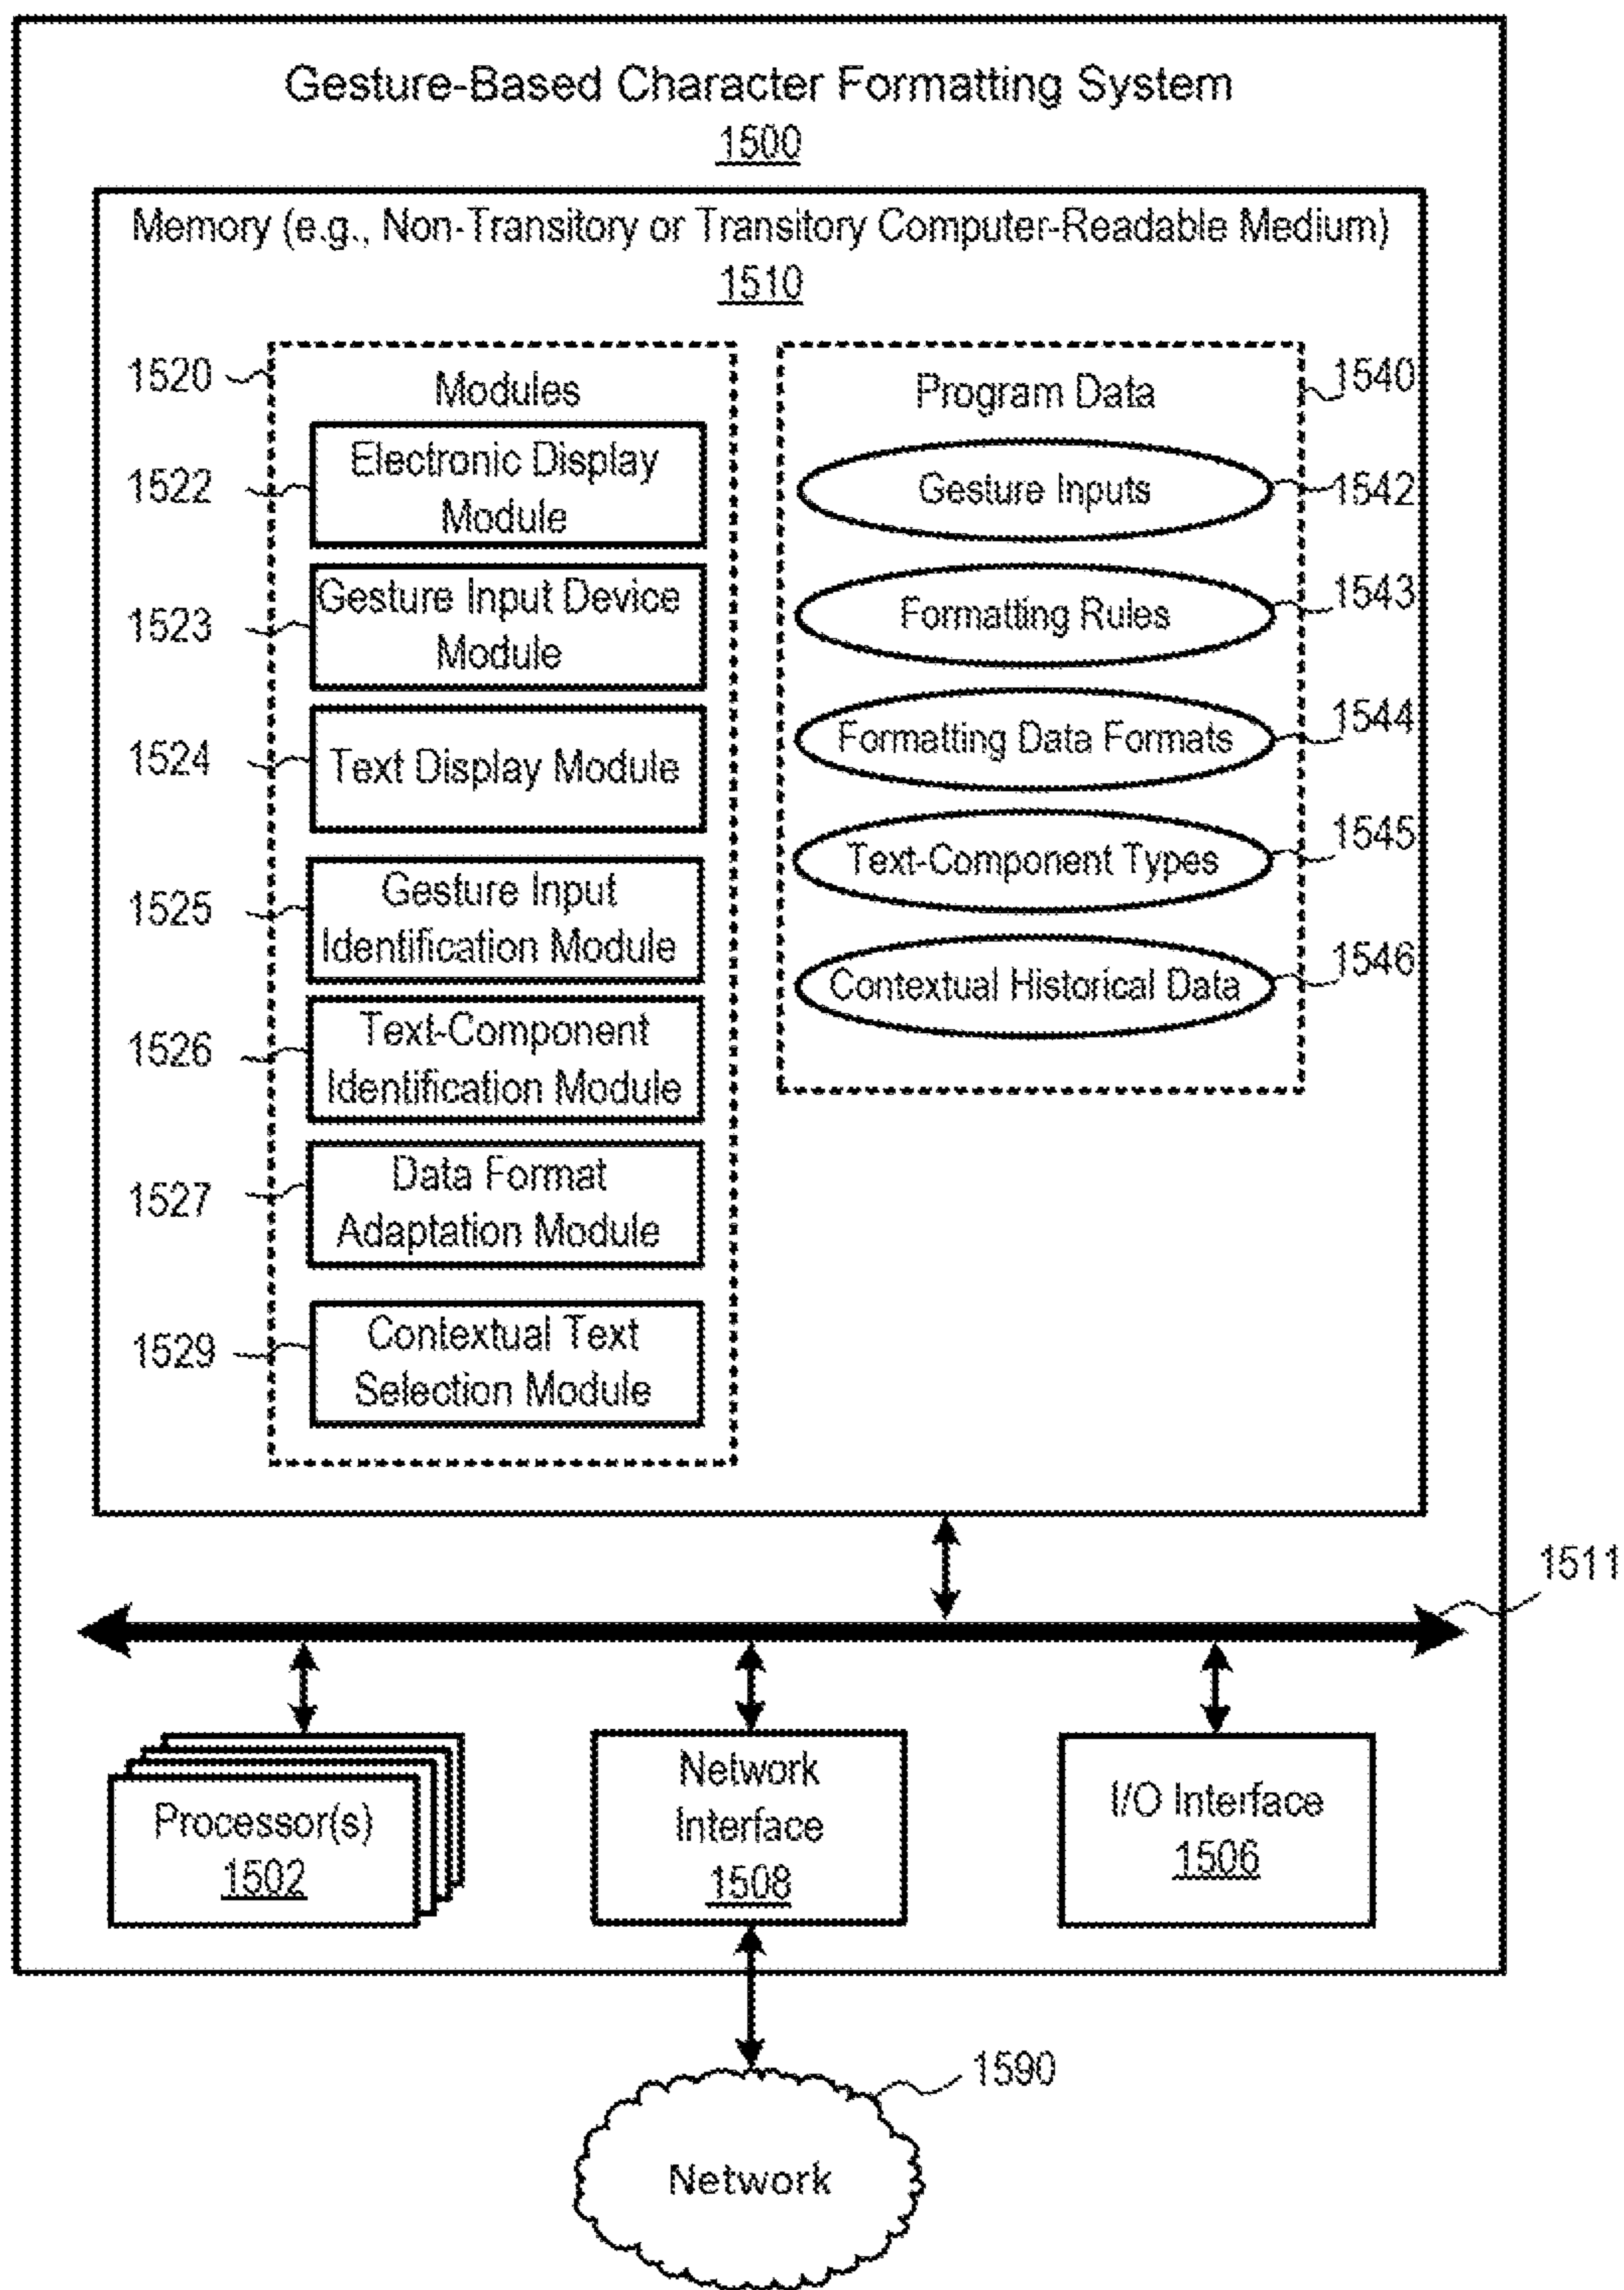 Gesture-Based Character Formatting System
1500
Memory (e.g., Non-Transitory or Transitory Computer-Readable Medium)
1510
1520
Modules
1522
Electronic Display
Module
1523
Gesture Input Device
Module
1524
Text Display Module
1525
Gesture Input
Identification Module
1526
Text-Component
Identification Module
1527
Data Format
Adaptation Module
1529
Contextual Text
Selection Module
Program Data
1540
Gesture Inputs
1542
Formatting Rules
1543
Formatting Data Formats
1544
Text-Component Types
1545
Contextual Historical Data
1546
1511
Processor(s)
1502
Network
Interface
1508
I/O Interface
1506
1590
Network